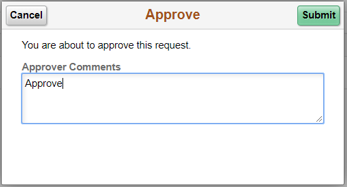 Cancel Approve Submit
You are about to approve this request.
Approver Comments
Approve